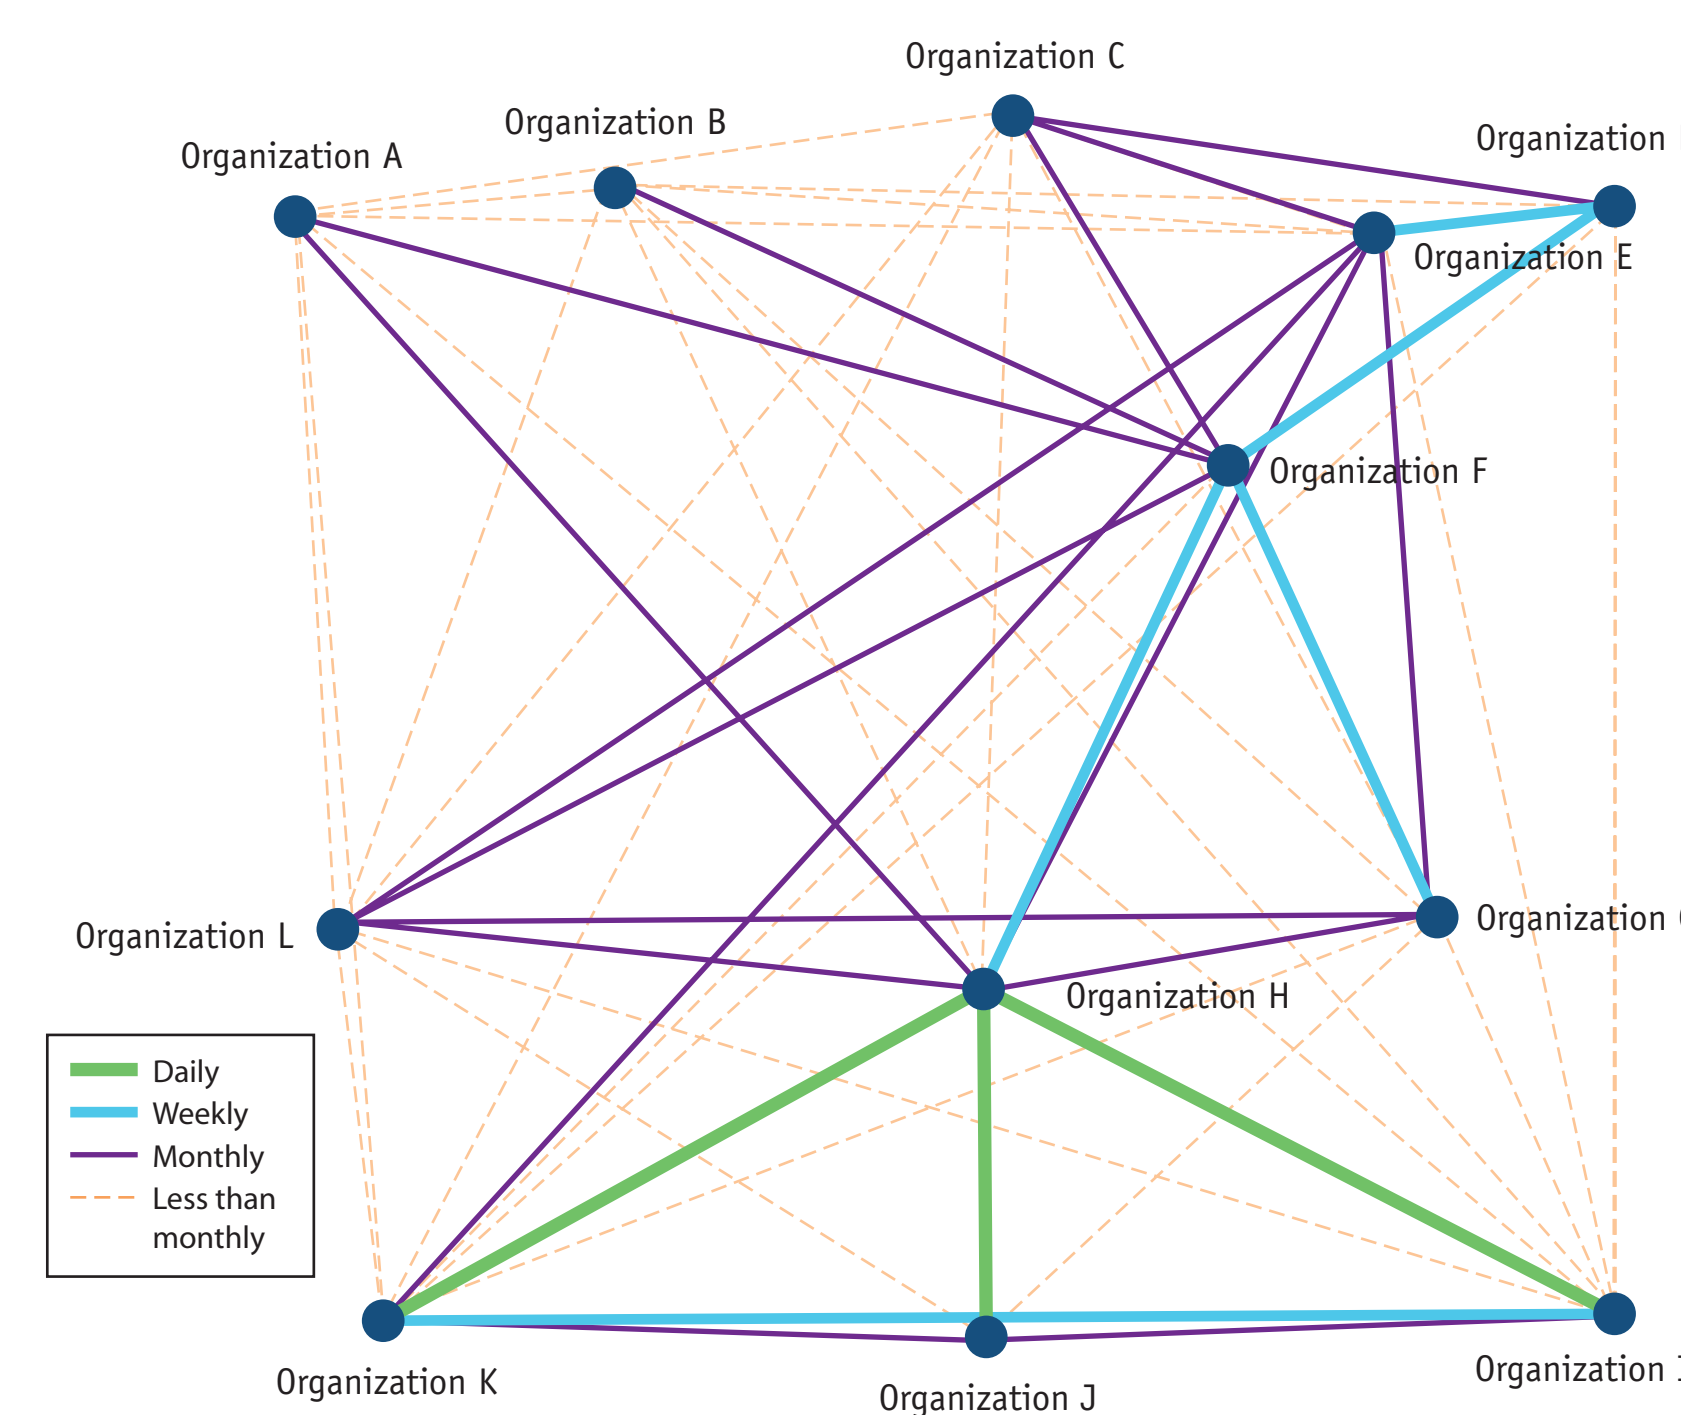 Organization C
Organization B
Organization
Organization A
Organization E
Organization F
Organization L
Organization
Organization H
Daily
Weekly
Monthly
Less than
monthly
Organization K
Organization J
Organization